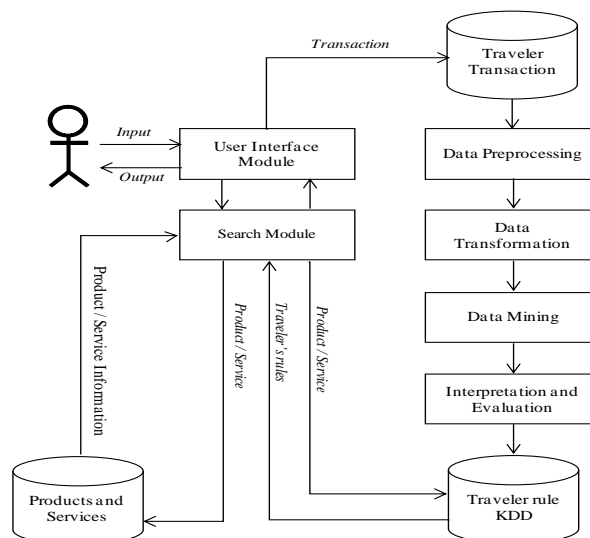 Transaction
Traveler
Transaction
Input
Output
User Interface
Module
Data Preprocessing
Search Module
Data
Transformation
Product / Service Information
Product / Service
Traveler's rules
Product / Service
Data Mining
Interpretation and
Evaluation
Products and
Services
Traveler rule
KDD